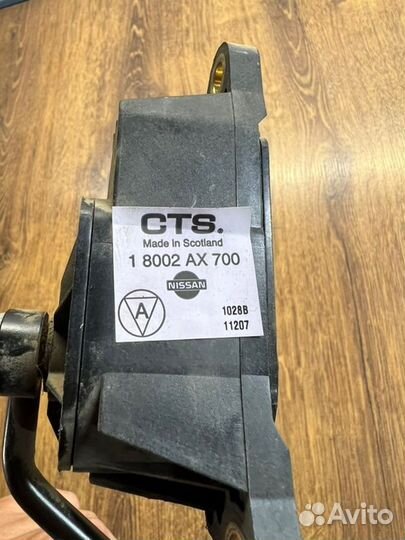 CTS.
Made in Scotland
1 8002 AX 700
NISSAN
A
1028B
11207
Avito